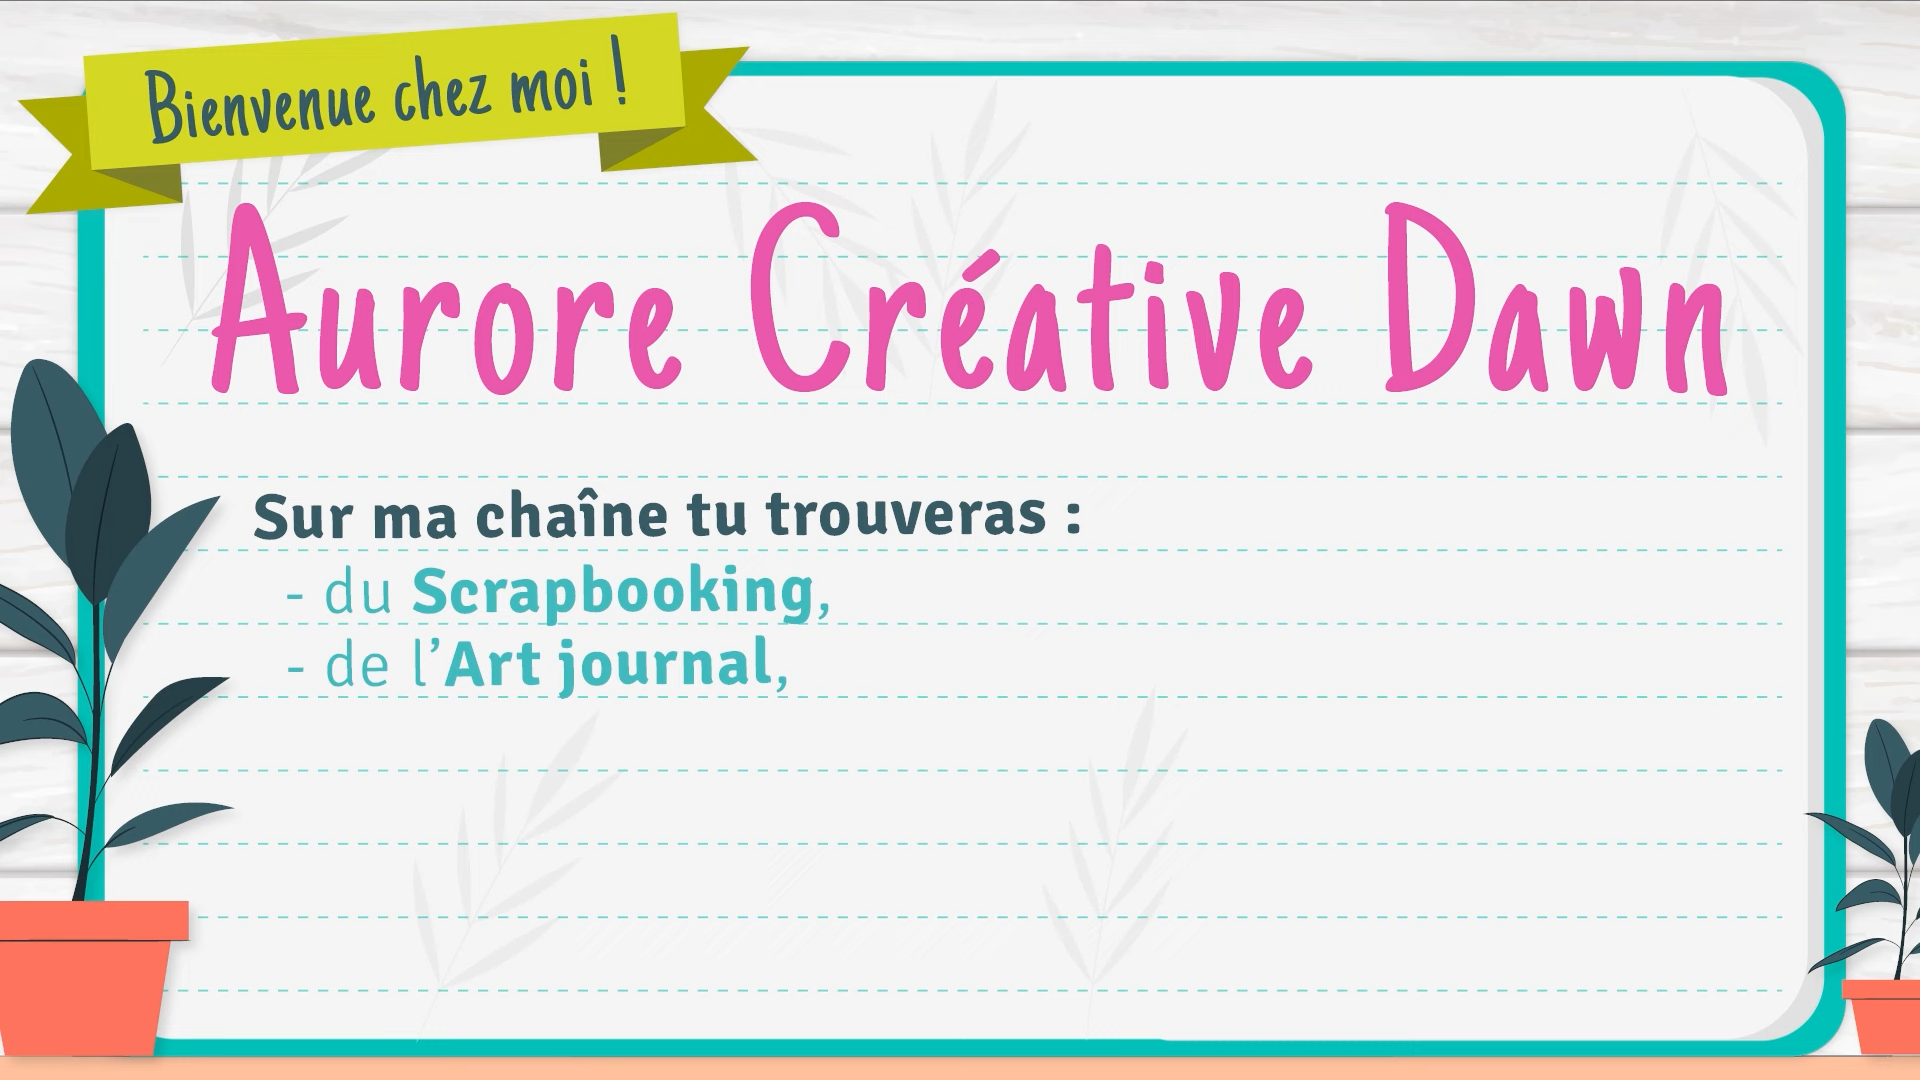 Bienvenue chez moi !
Aurore Créative Dawn
Sur ma chaîne tu trouveras :
- du Scrapbooking,
- de l’Art journal,